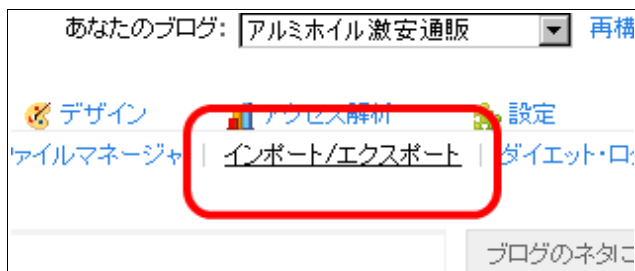 あなたのブログ: アルミホイル激安通販 再構
デザイン アクセス解析 設定
ァイルマネージャ | インポート/エクスポート | ダイエット・ロ
ブログのネタに